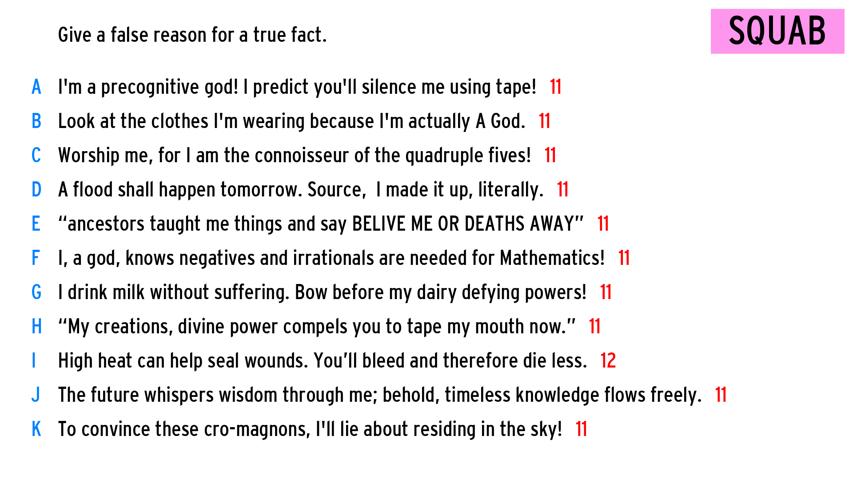 Give a false reason for a true fact.
SQUAB
A I'm a precognitive god! I predict you'll silence me using tape! 11
B Look at the clothes I'm wearing because I'm actually A God. 11
C Worship me, for I am the connoisseur of the quadruple fives! 11
D A flood shall happen tomorrow. Source, I made it up, literally. 11
E “ancestors taught me things and say BELIVE ME OR DEATHS AWAY” 11
F I, a god, knows negatives and irrationals are needed for Mathematics! 11
G I drink milk without suffering. Bow before my dairy defying powers! 11
H “My creations, divine power compels you to tape my mouth now.” 11
I High heat can help seal wounds. You’ll bleed and therefore die less. 12
J The future whispers wisdom through me; behold, timeless knowledge flows freely. 11
K To convince these cro-magnons, I'll lie about residing in the sky! 11